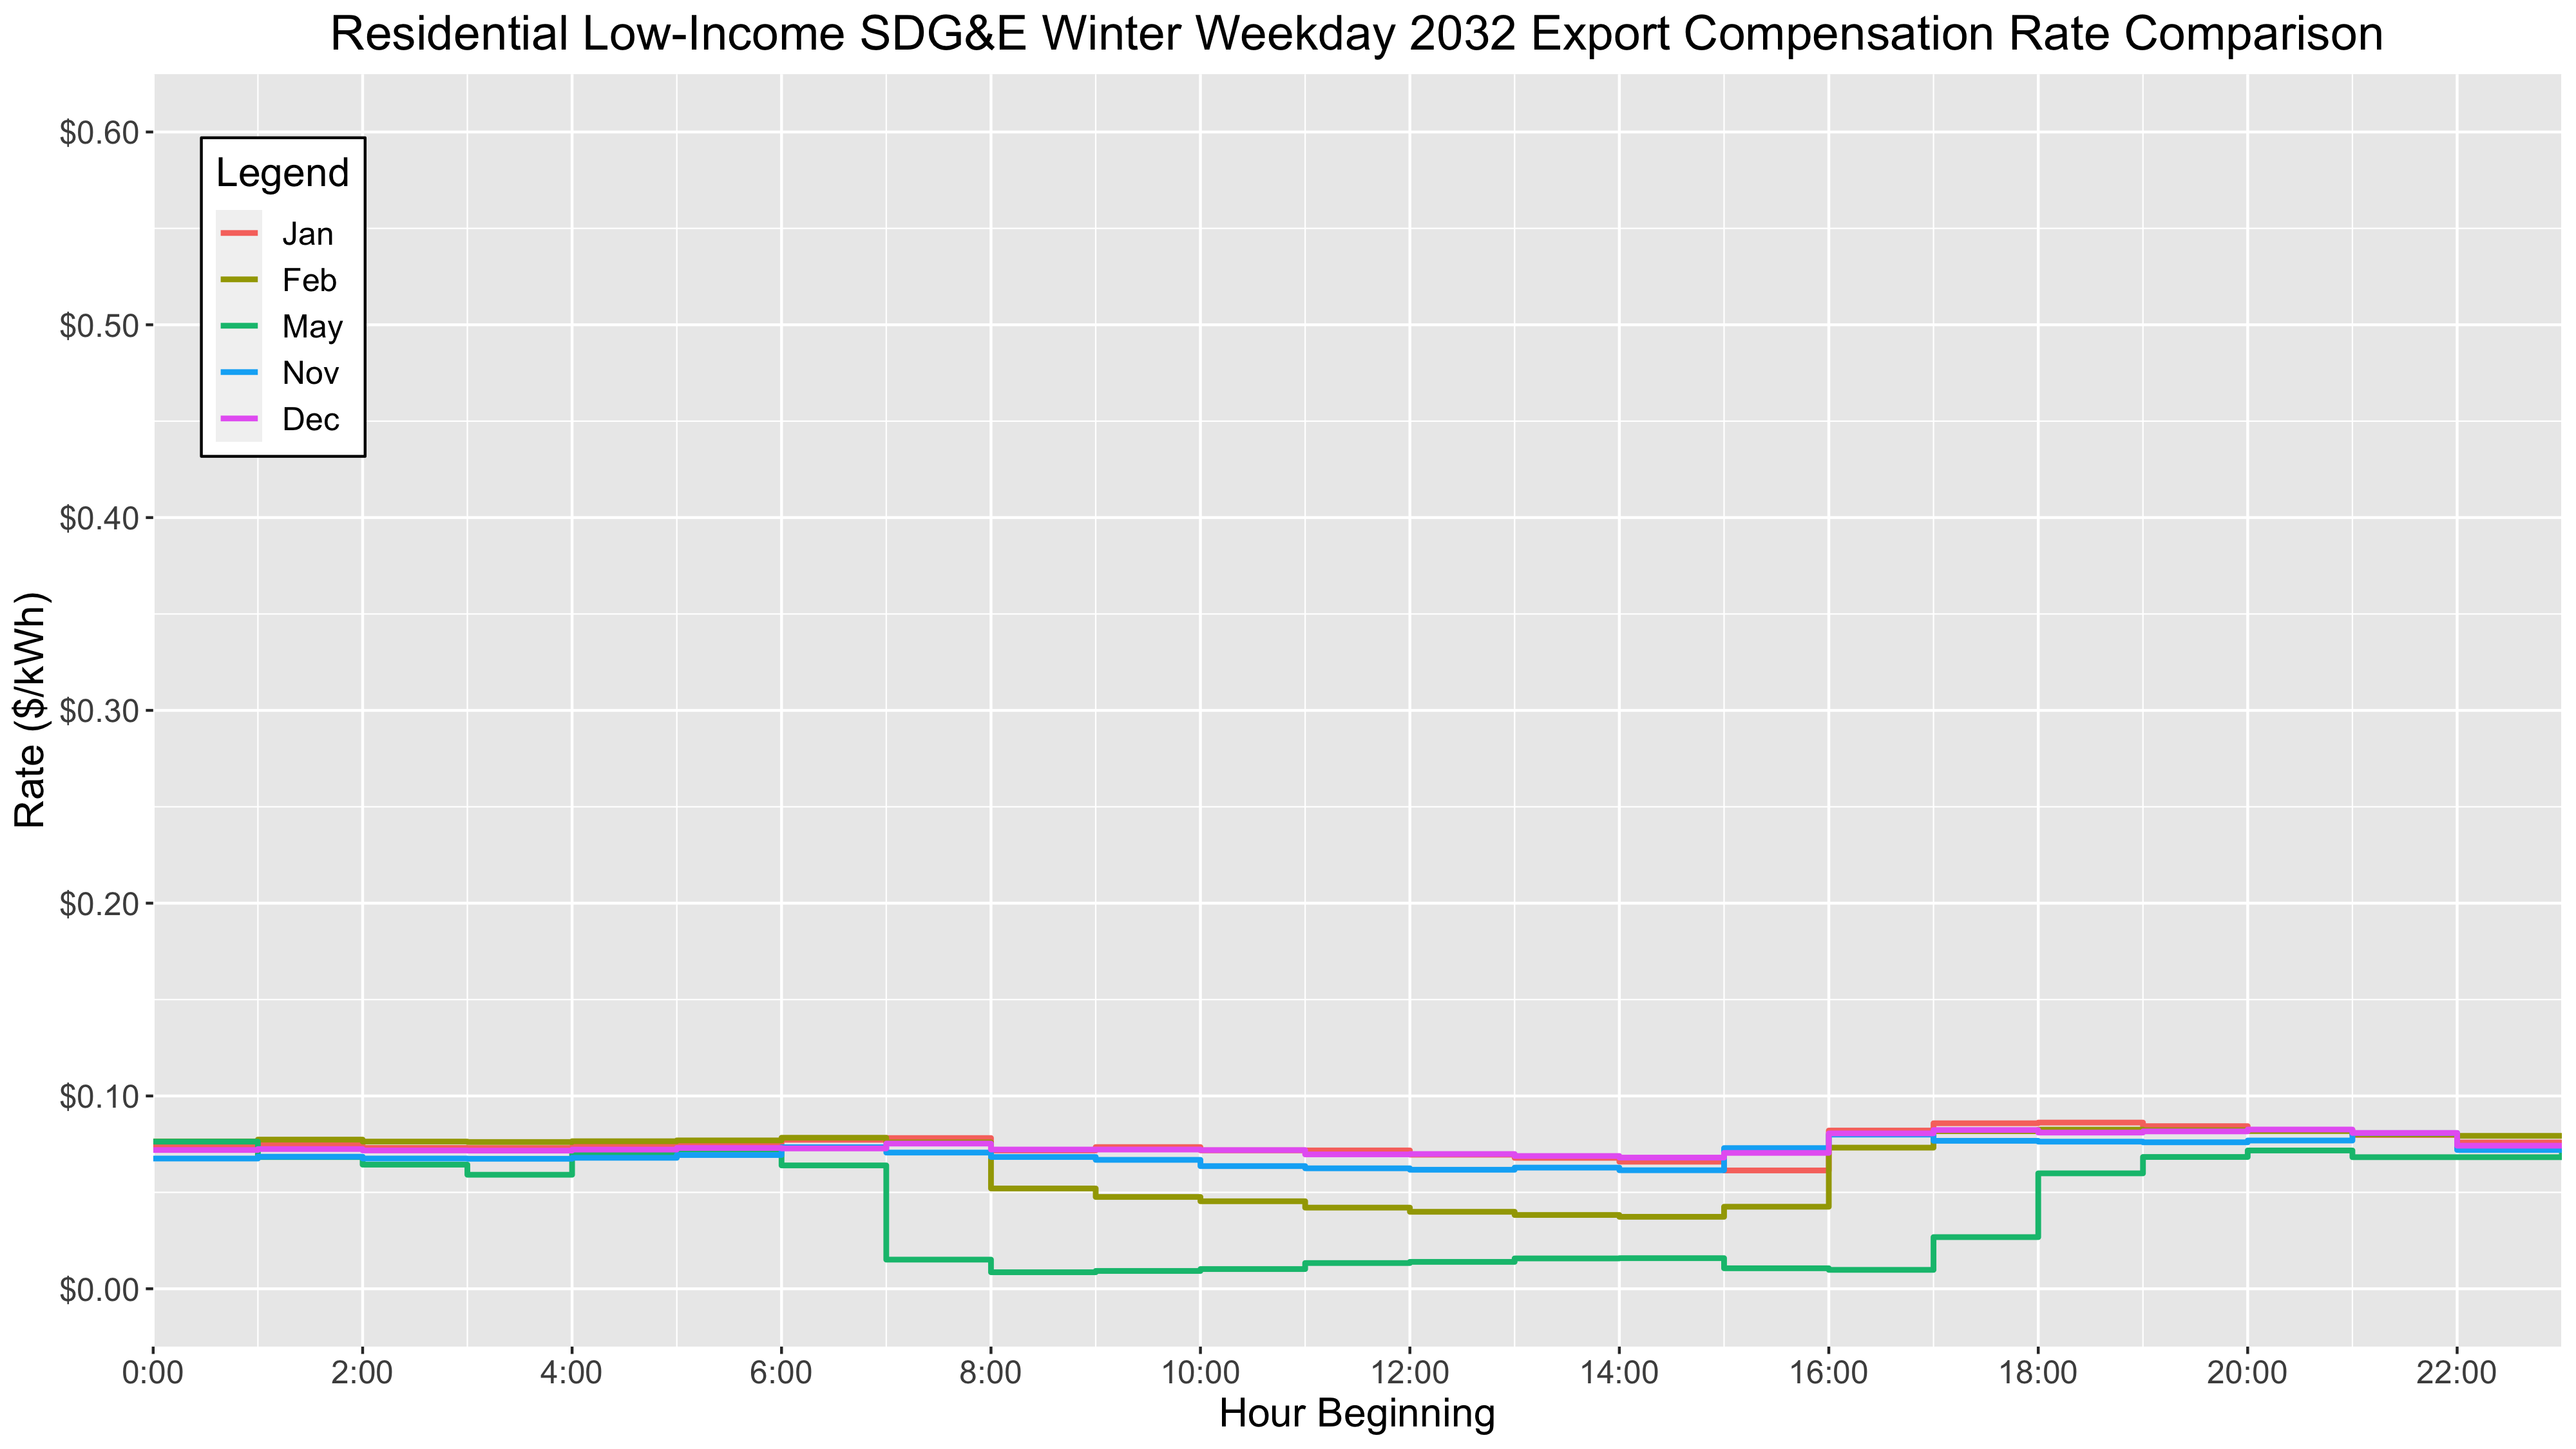 Residential Low-Income SDG&E Winter Weekday 2032 Export Compensation Rate Comparison
Rate ($/kWh)
$0.60
$0.50
$0.40
$0.30
$0.20
$0.10
$0.00
Legend
Jan
Feb
May
Nov
Dec
0:00 2:00 4:00 6:00 8:00 10:00 12:00 14:00 16:00 18:00 20:00 22:00
Hour Beginning